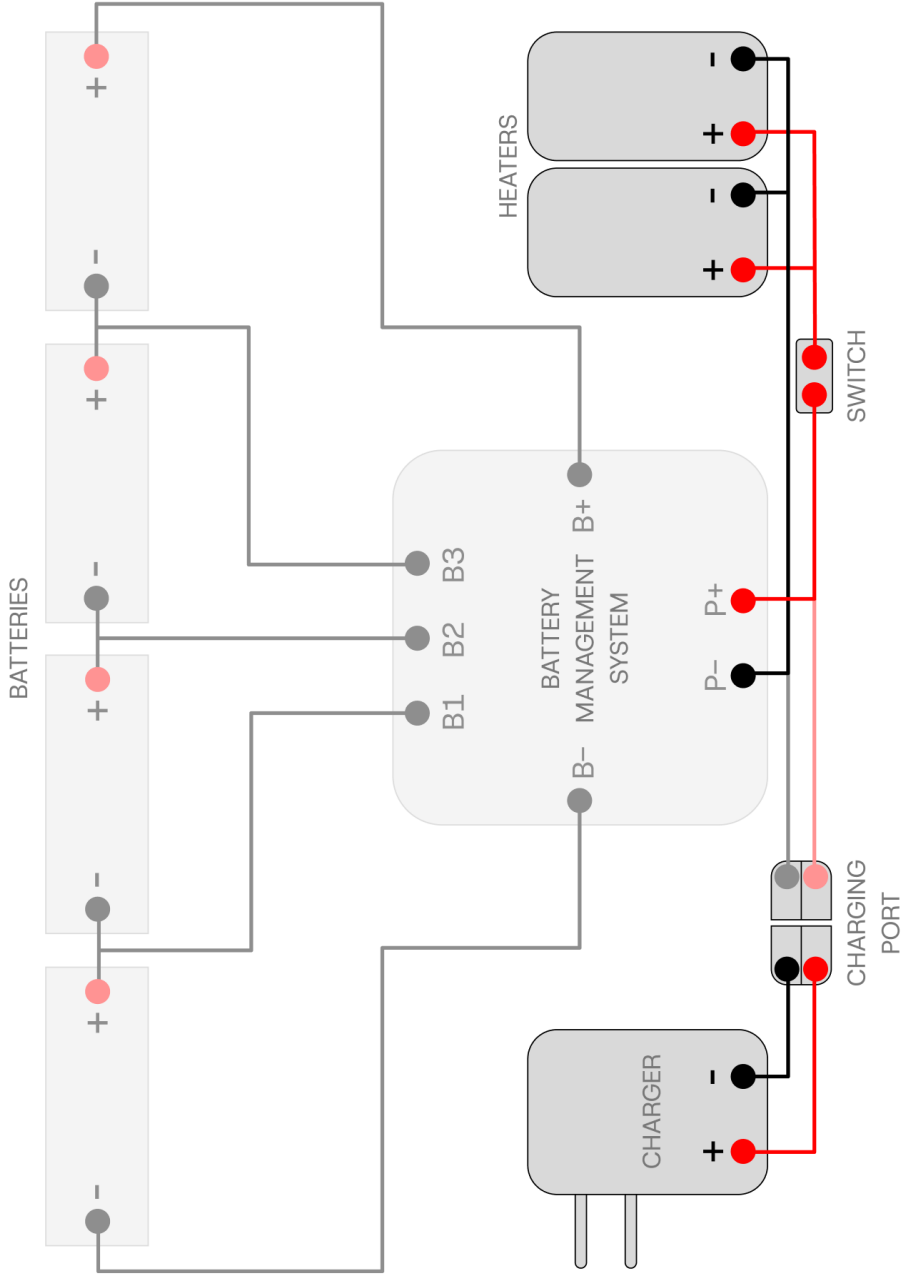 BATTERIES
+
-
+
-
+
-
+
-
B1
B2
B3
B-
B+
BATTERY
MANAGEMENT
SYSTEM
P-
P+
HEATERS
+
-
+
-
SWITCH
CHARGING
PORT
CHARGER
+
-